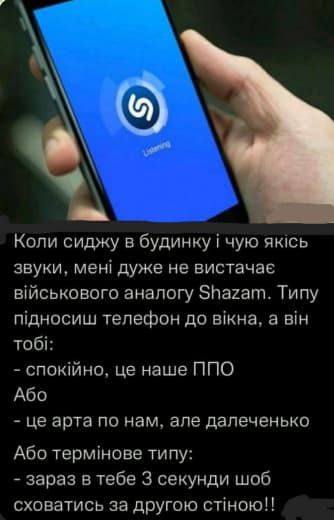 Listening
Коли сиджу в будинку і чую якісь
звуки, мені дуже не вистачає
військового аналогу Shazam. Типу
підносиш телефон до вікна, а він
тобі:
- спокійно, це наше ППО
Або
- це арта по нам, але далеченько
Або термінове типу:
- зараз в тебе 3 секунди шоб
сховатись за другою стіною!!